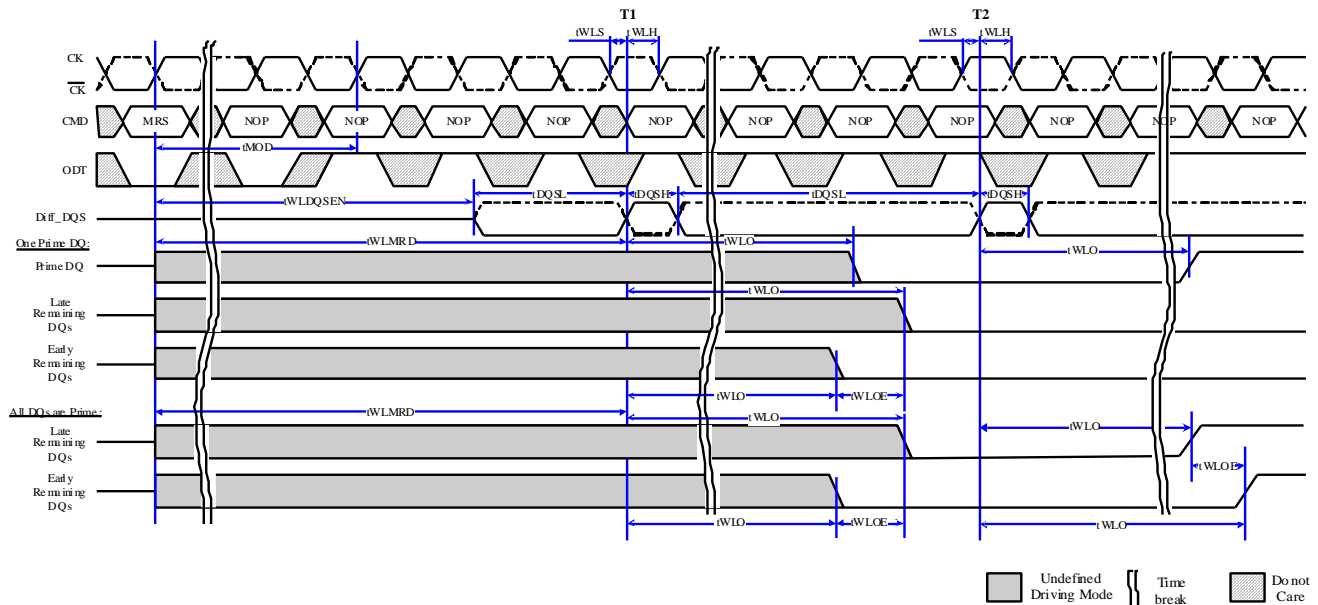 T1 T2
tWLS tWLH tWLS tWLH
CK
CK
CMD MRS NOP NOP NOP NOP NOP NOP NOP NOP NOP NOP NOP
tMOD
ODT
tWLDQSEN tDQSL tDQSH tDQSL tDQSH
Diff_DQS
One Prime DQ:
tWLMRD tWLO tWLO
Prime DQ
tWLO
Late
Remaining
DQs
Early
Remaining
DQs
tWLO tWLOE
All DQs are Prime:
tWLMRD tWLO tWLO
Late
Remaining
DQs
tWLOE
Early
Remaining
DQs
tWLO tWLOE tWLO
Undefined
Driving Mode
Time
break
Do not
Care